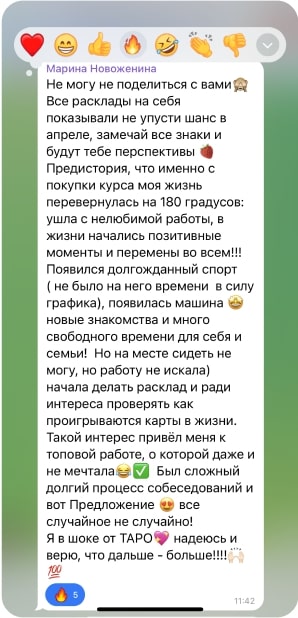 Марина Новоженина
Не могу не поделиться с вами🙈
Все расклады на себя
показывали не упусти шанс в
апреле, замечай все знаки и
будут тебе перспективы 🍓
Предистория, что именно с
покупки курса моя жизнь
перевернулась на 180 градусов:
ушла с нелюбимой работы, в
жизни начались позитивные
моменты и перемены во всем!!!
Появился долгожданный спорт
( не было на него времени  в силу
графика), появилась машина 🤩
новые знакомства и много
свободного времени для себя и
семьи!  Но на месте сидеть не
могу, но работу не искала)
начала делать расклад и ради
интереса проверять как
проигрываются карты в жизни.
Такой интерес привёл меня к
топовой работе, о которой даже и
не мечтала😂✅  Был сложный
долгий процесс собеседований и
вот Предложение 😍 все
случайное не случайно!
Я в шоке от ТАРО💖 надеюсь и
верю, что дальше - больше!!!!🙌🏻
💯
🔥 5
11:42